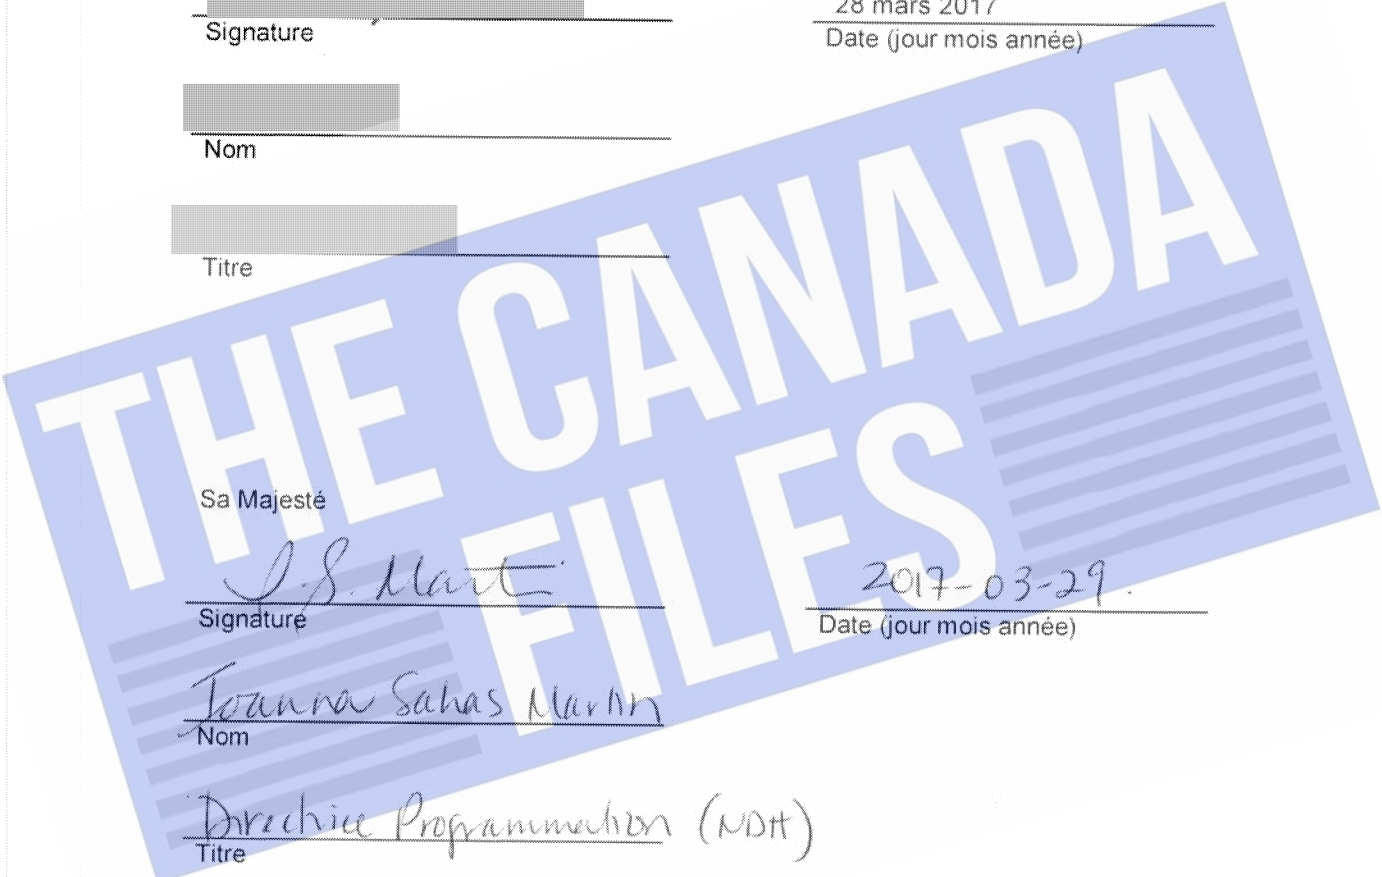 28 mars 2017
Signature
Date (jour mois année)
Nom
Titre
THE CANADA
FILES
Sa Majesté
J.S. Martin
2017-03-29.
Signature
Date (jour mois année)
Joanna Sahas Martin
Nom
Directrice Programmation (NDH)
Titre